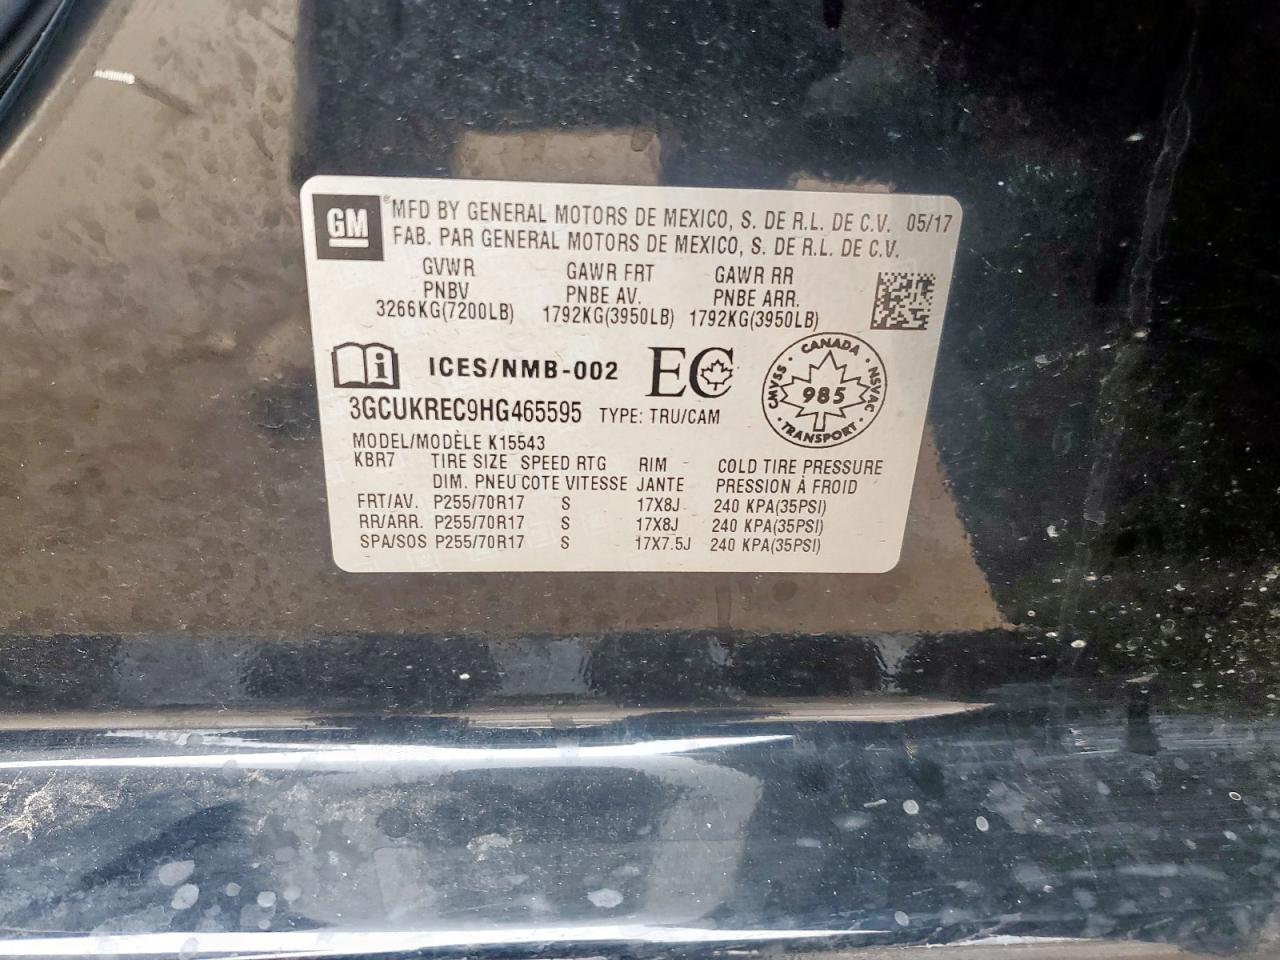 GM ® MFD BY GENERAL MOTORS DE MEXICO, S. DE R.L. DE C.V. 05/17
FAB. PAR GENERAL MOTORS DE MEXICO, S. DE R.L. DE C.V.
GVWR GAWR FRT GAWR RR
PNBV PNBE AV. PNBE ARR.
3266KG(7200LB) 1792KG(3950LB) 1792KG(3950LB)
i ICES/NMB-002 EC
CANADA
CMVSS 985 NSVAC
TRANSPORT
3GCUKREC9HG465595 TYPE: TRU/CAM
MODEL/MODÈLE K15543
KBR7 TIRE SIZE SPEED RTG RIM COLD TIRE PRESSURE
DIM. PNEU COTE VITESSE JANTE PRESSION À FROID
FRT/AV. P255/70R17 S 17X8J 240 KPA(35PSI)
RR/ARR. P255/70R17 S 17X8J 240 KPA(35PSI)
SPA/SOS P255/70R17 S 17X7.5J 240 KPA(35PSI)